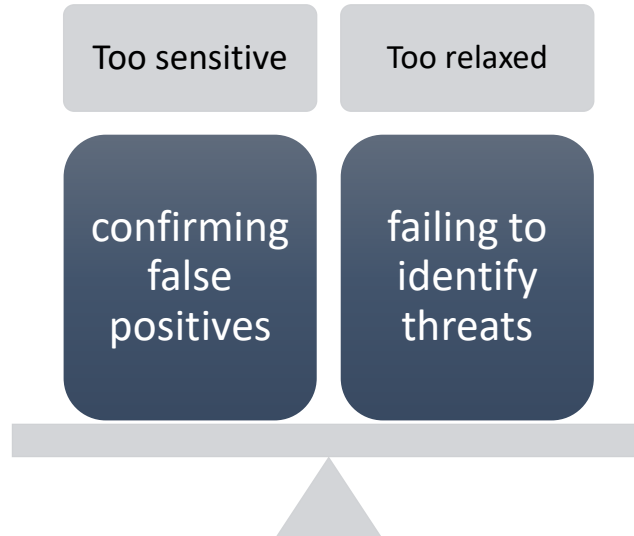 Too sensitive
Too relaxed
confirming
false
positives
failing to
identify
threats